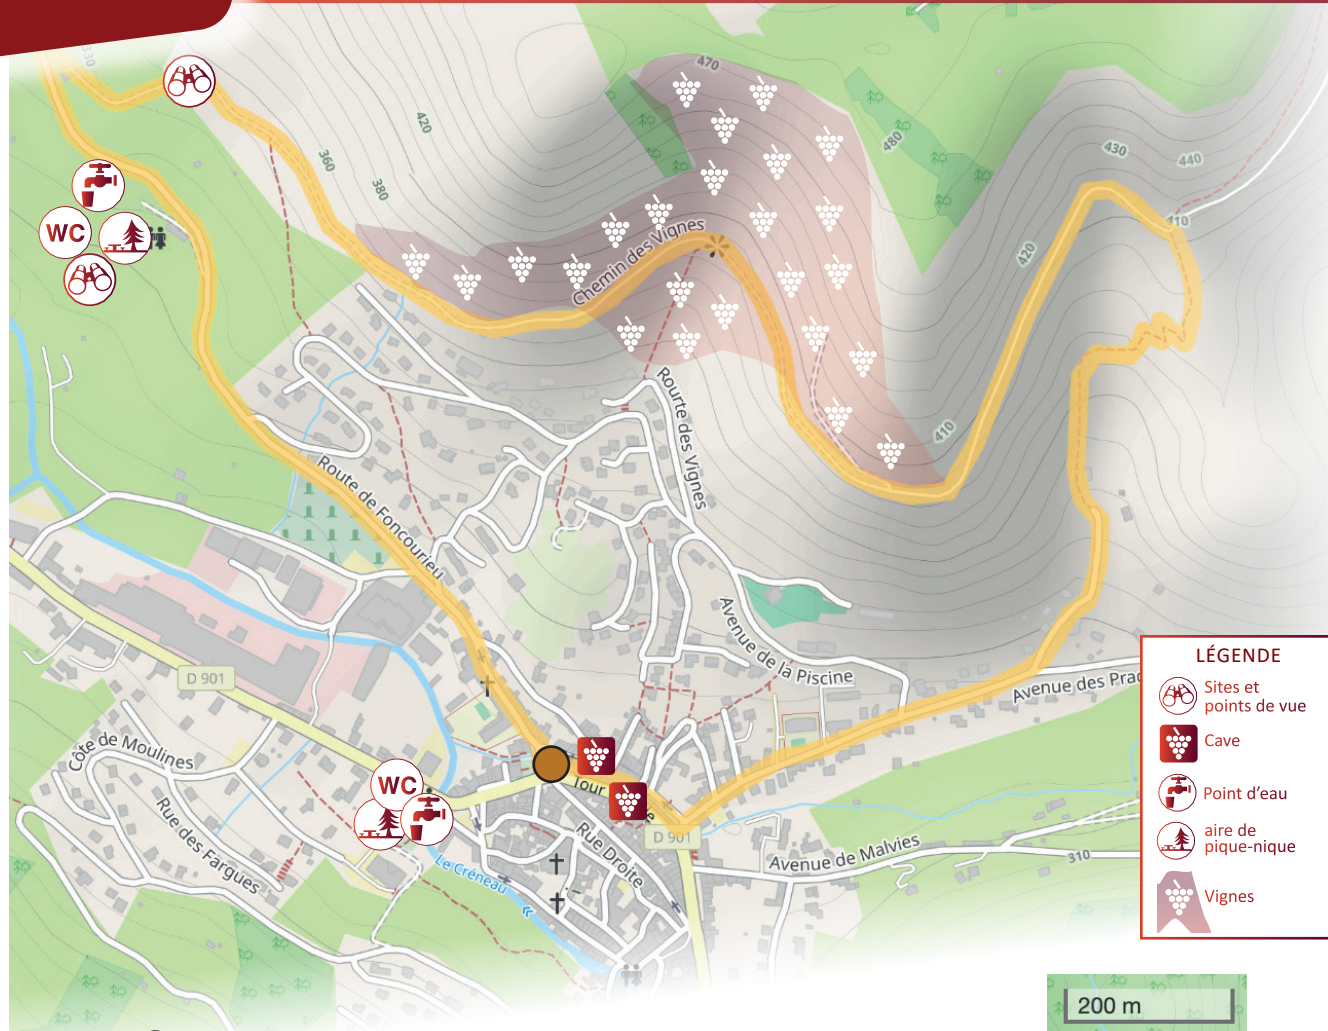 330
470
420
360
380
480
430
440
410
420
410
WC
Chemin des Vignes
Rourte des Vignes
Route de Foncourieu
Avenue de la Piscine
D 901
LÉGENDE
Sites et
points de vue
Cave
Point d'eau
aire de
pique-nique
Vignes
Avenue des Prad
Côte de Moulines
WC
Tour
D 901
Rue des Fargues
Rue Droite
Avenue de Malvies
310
Le Créneau
200 m